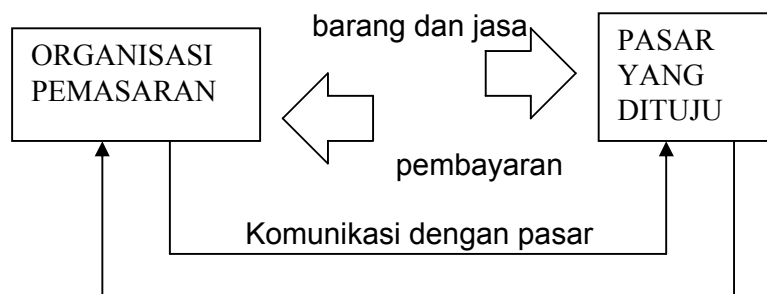 barang dan jasa
ORGANISASI
PEMASARAN
PASAR
YANG
DITUJU
pembayaran
Komunikasi dengan pasar